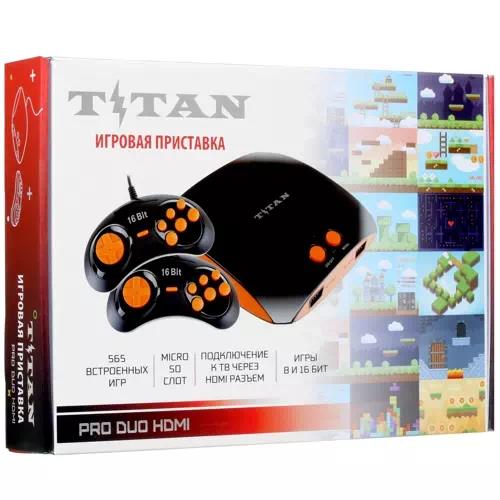 TITAN
ИГРОВАЯ ПРИСТАВКА
TITAN
16 Bit
16 Bit
565
ВСТРОЕННЫХ
ИГР
MICRO
SD
СЛОТ
ПОДКЛЮЧЕНИЕ
К ТВ ЧЕРЕЗ
HDMI РАЗЪЕМ
ИГРЫ
8 И 16 БИТ
PRO DUO HDMI
TITAN
ИГРОВАЯ ПРИСТАВКА
PRO DUO HDMI